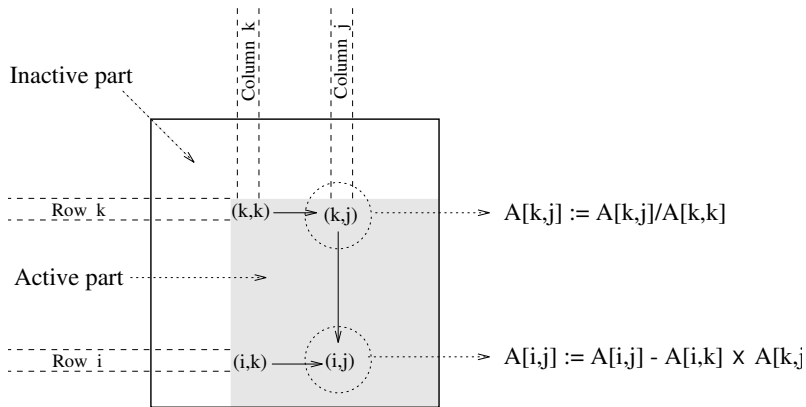 Column k
Column j
Inactive part
Row k
(k,k)
(k,j)
A[k,j] := A[k,j]/A[k,k]
Active part
Row i
(i,k)
(i,j)
A[i,j] := A[i,j] - A[i,k] x A[k,j